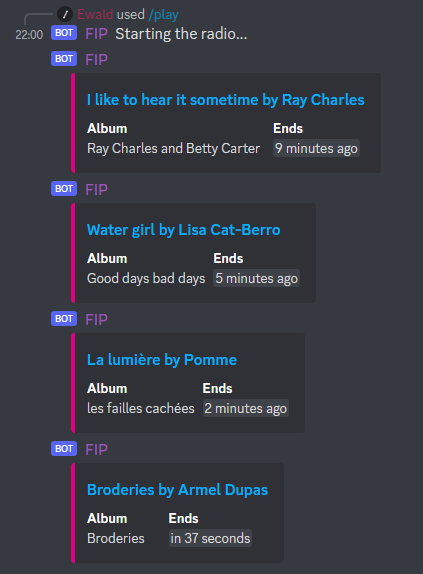 / Ewald used /play
22:00 BOT FIP Starting the radio...
BOT FIP
I like to hear it sometime by Ray Charles
Album Ends
Ray Charles and Betty Carter 9 minutes ago
BOT FIP
Water girl by Lisa Cat-Berro
Album Ends
Good days bad days 5 minutes ago
BOT FIP
La lumière by Pomme
Album Ends
les failles cachées 2 minutes ago
BOT FIP
Broderies by Armel Dupas
Album Ends
Broderies in 37 seconds